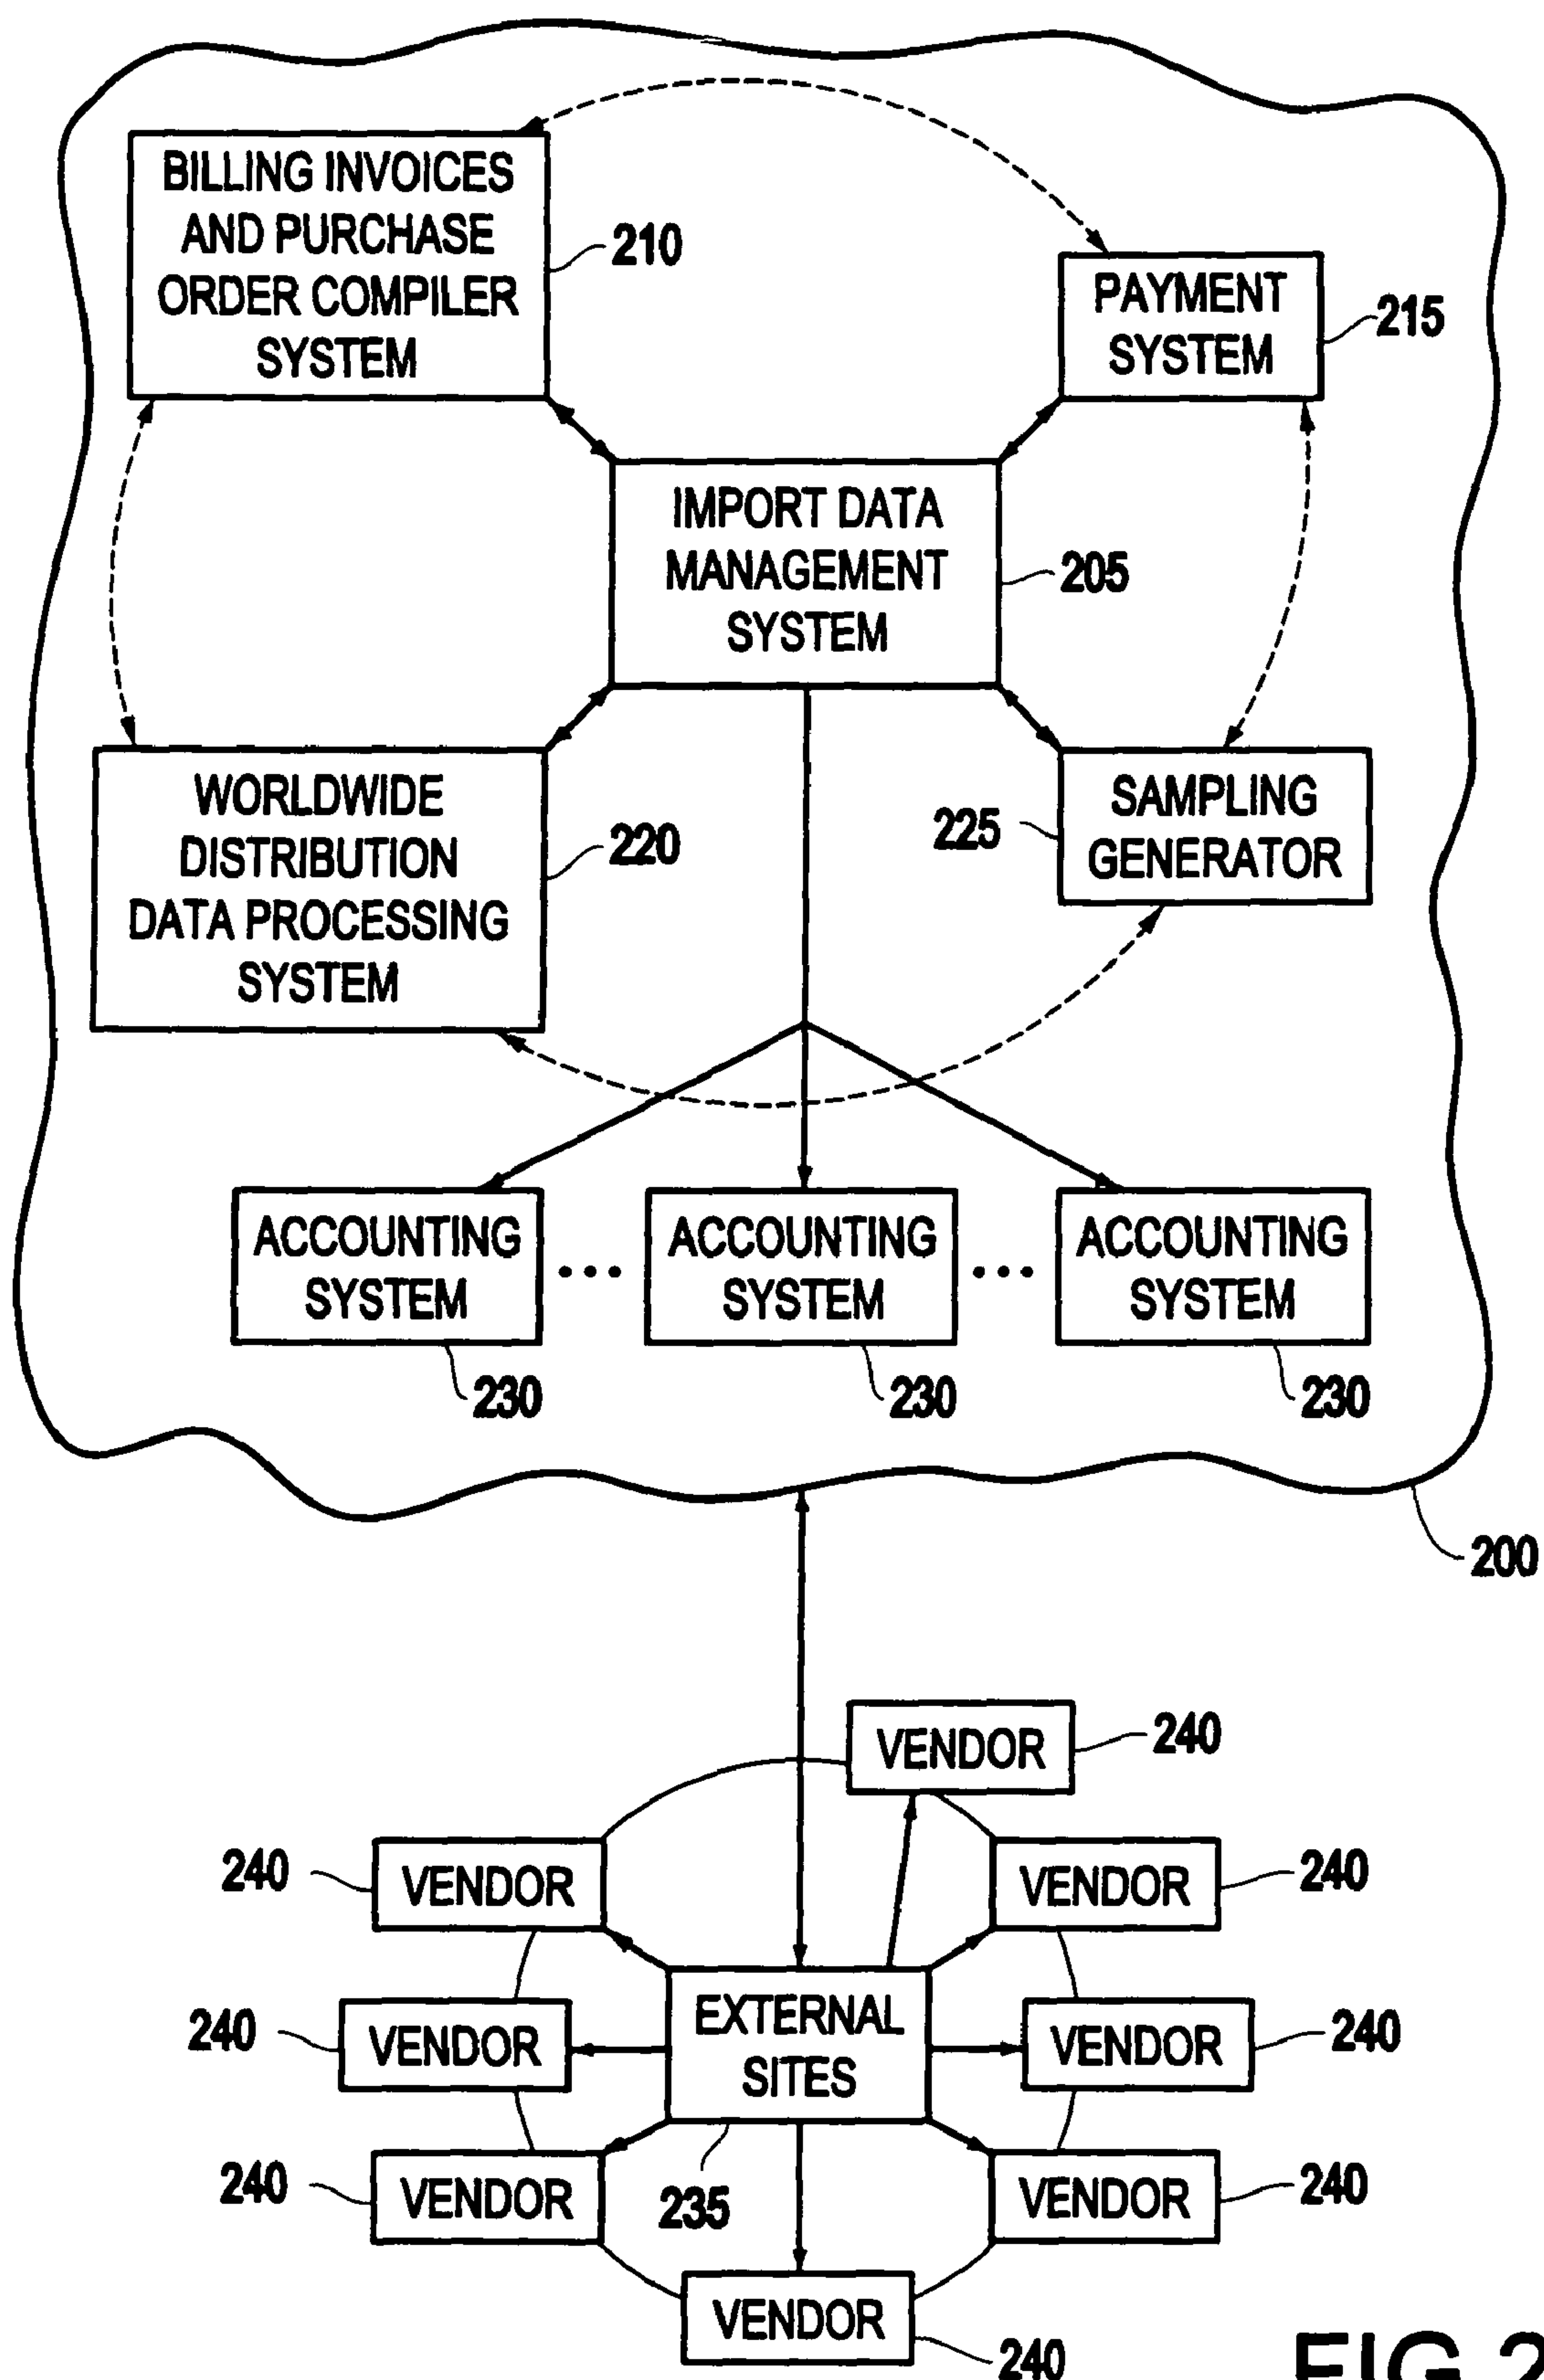 BILLING INVOICES
AND PURCHASE
ORDER COMPILER
SYSTEM
210
PAYMENT
SYSTEM
215
IMPORT DATA
MANAGEMENT
SYSTEM
205
WORLDWIDE
DISTRIBUTION
DATA PROCESSING
SYSTEM
220
225
SAMPLING
GENERATOR
ACCOUNTING
SYSTEM
230
...
ACCOUNTING
SYSTEM
230
...
ACCOUNTING
SYSTEM
230
200
VENDOR
240
240
VENDOR
VENDOR
240
240
VENDOR
EXTERNAL
SITES
235
VENDOR
240
240
VENDOR
VENDOR
240
VENDOR
240
FIG.2